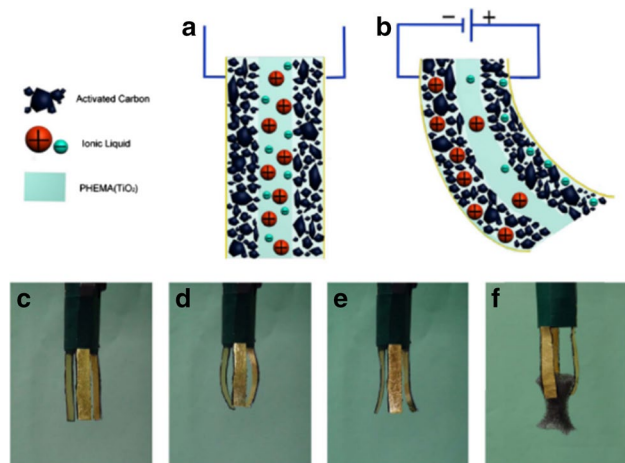 a
b
− +
Activated Carbon
Ionic Liquid
PHEMA(TiO₂)
c
d
e
f